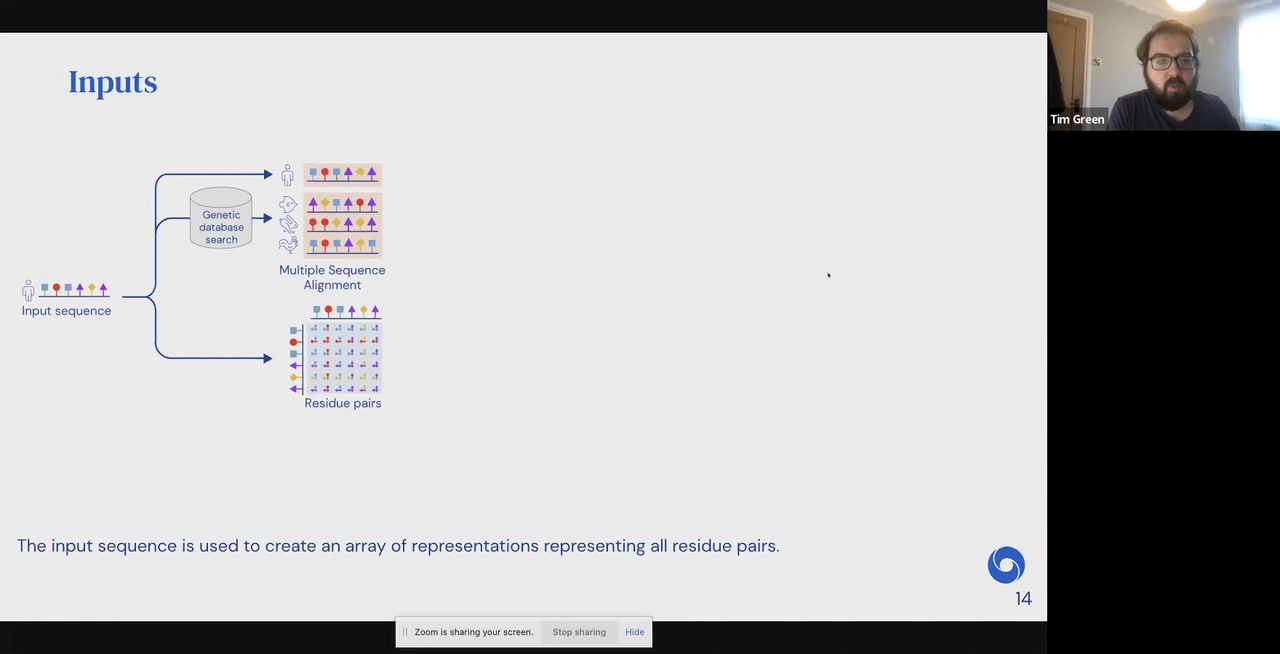 Inputs
Tim Green
Genetic
database
search
Multiple Sequence
Alignment
Input sequence
Residue pairs
The input sequence is used to create an array of representations representing all residue pairs.
14
Zoom is sharing your screen. Stop sharing Hide